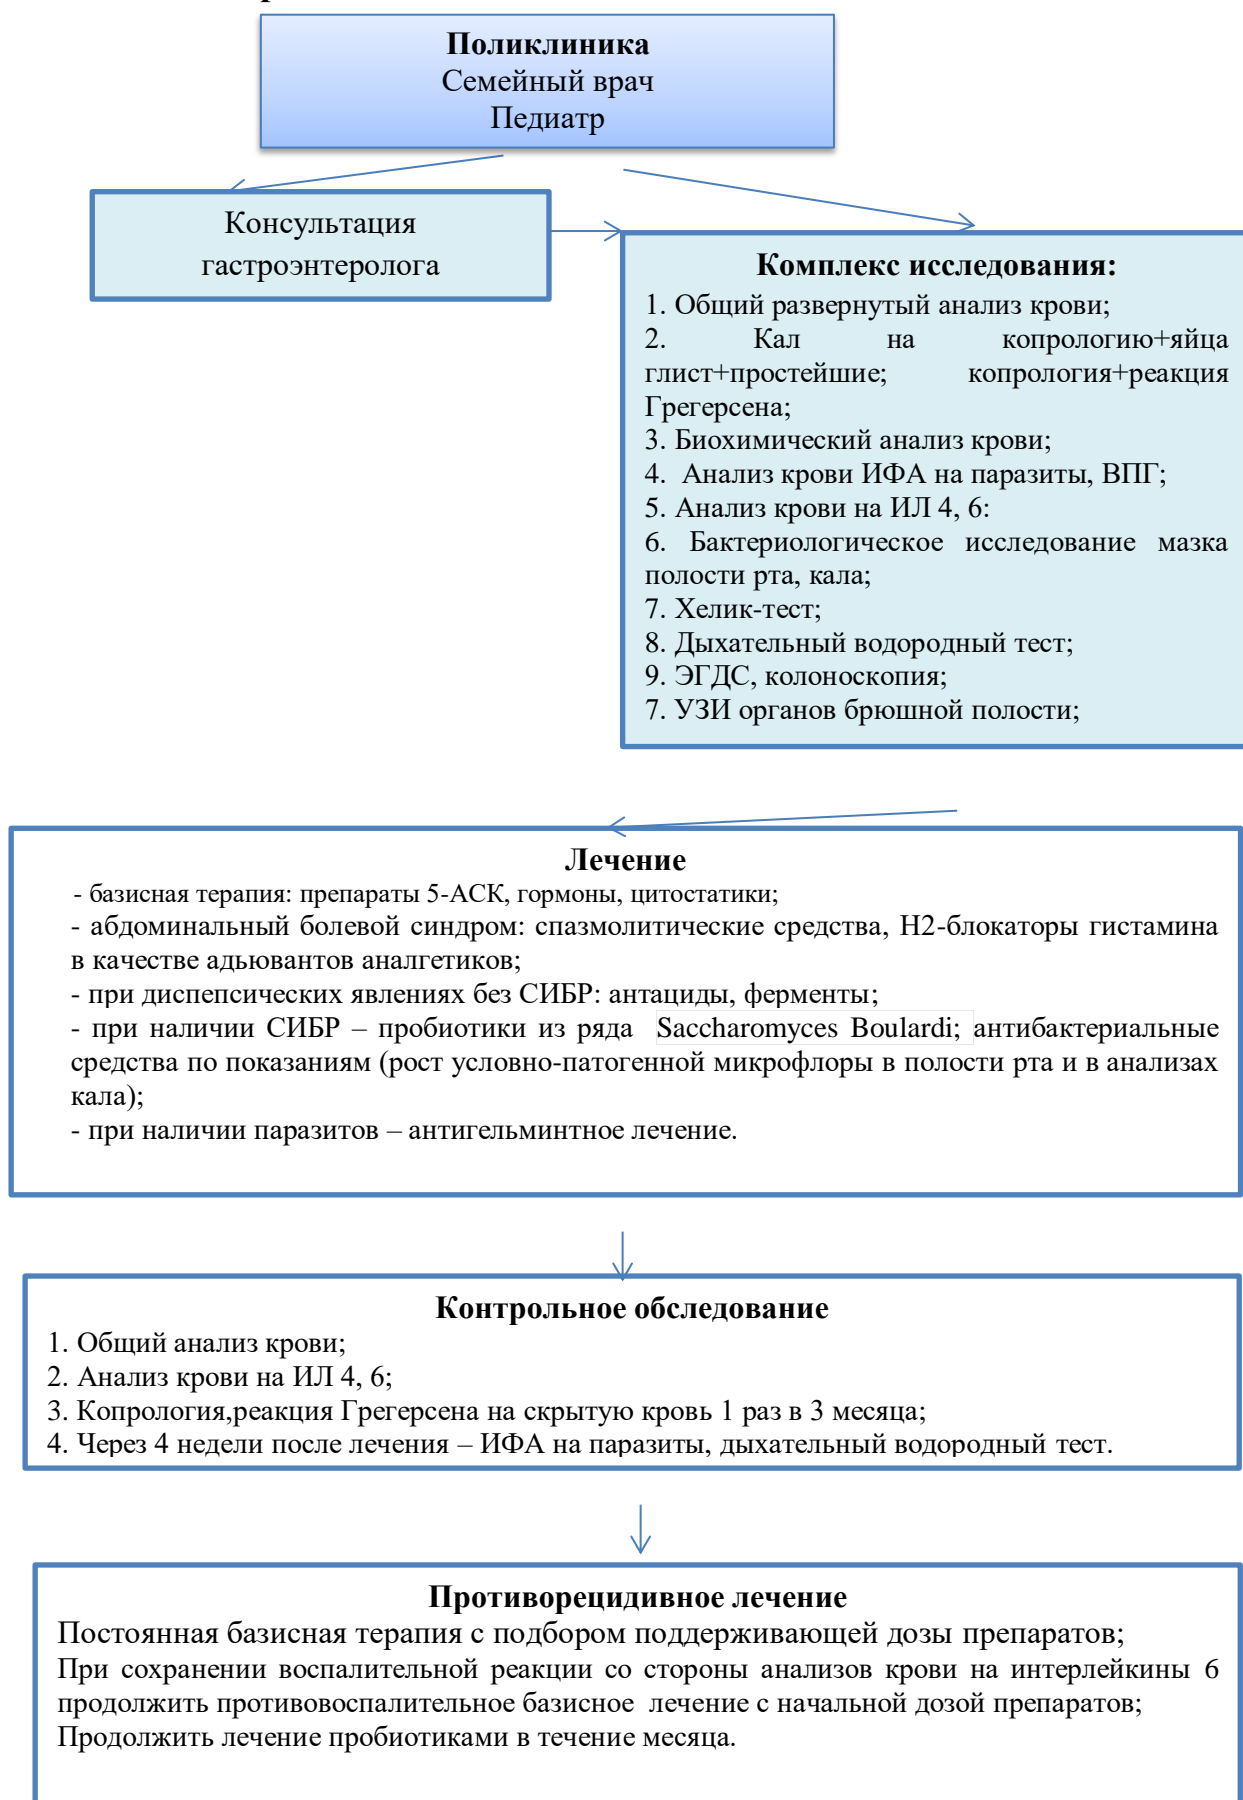 Поликлиника
Семейный врач
Педиатр
Консультация
гастроэнтеролога
Комплекс исследования:
1. Общий развернутый анализ крови;
2. Кал на копрологию+яйца
глист+простейшие; копрология+реакция
Грегерсена;
3. Биохимический анализ крови;
4. Анализ крови ИФА на паразиты, ВПГ;
5. Анализ крови на ИЛ 4, 6:
6. Бактериологическое исследование мазка
полости рта, кала;
7. Хелик-тест;
8. Дыхательный водородный тест;
9. ЭГДС, колоноскопия;
7. УЗИ органов брюшной полости;
Лечение
- базисная терапия: препараты 5-АСК, гормоны, цитостатики;
- абдоминальный болевой синдром: спазмолитические средства, Н2-блокаторы гистамина
в качестве адьювантов аналгетиков;
- при диспепсических явлениях без СИБР: антациды, ферменты;
- при наличии СИБР – пробиотики из ряда Saccharomyces Boulardi; антибактериальные
средства по показаниям (рост условно-патогенной микрофлоры в полости рта и в анализах
кала);
- при наличии паразитов – антигельминтное лечение.
Контрольное обследование
1. Общий анализ крови;
2. Анализ крови на ИЛ 4, 6;
3. Копрология,реакция Грегерсена на скрытую кровь 1 раз в 3 месяца;
4. Через 4 недели после лечения – ИФА на паразиты, дыхательный водородный тест.
Противорецидивное лечение
Постоянная базисная терапия с подбором поддерживающей дозы препаратов;
При сохранении воспалительной реакции со стороны анализов крови на интерлейкины 6
продолжить противовоспалительное базисное лечение с начальной дозой препаратов;
Продолжить лечение пробиотиками в течение месяца.